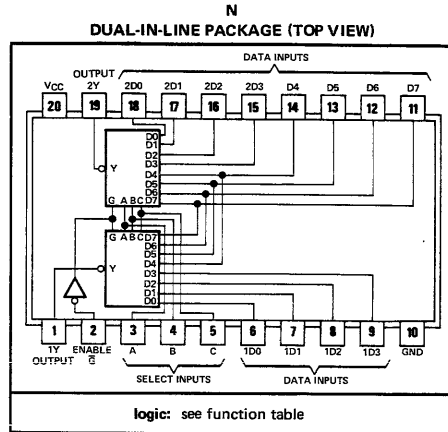 N
DUAL-IN-LINE PACKAGE (TOP VIEW)
DATA INPUTS
OUTPUT
VCC 2Y 2D0 2D1 2D2 2D3 D4 D5 D6 D7
20 19 18 17 16 15 14 13 12 11
D0
D1
D2
D3
Y D4
D5
D6
G A B C D7
G A B C D7
D6
D5
Y D4
D3
D2
D1
D0
1 2 3 4 5 6 7 8 9 10
1Y ENABLE A B C 1D0 1D1 1D2 1D3 GND
OUTPUT G̅
SELECT INPUTS DATA INPUTS
logic: see function table